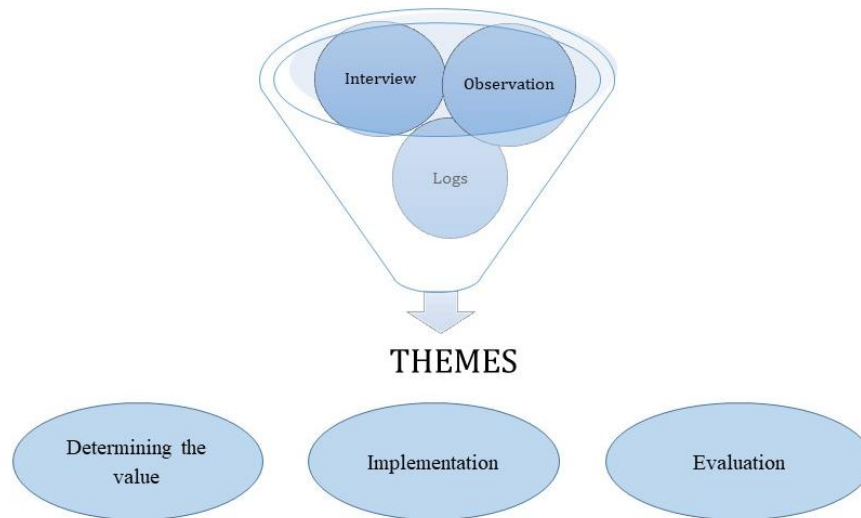 Interview
Observation
Logs
THEMES
Determining the
value
Implementation
Evaluation